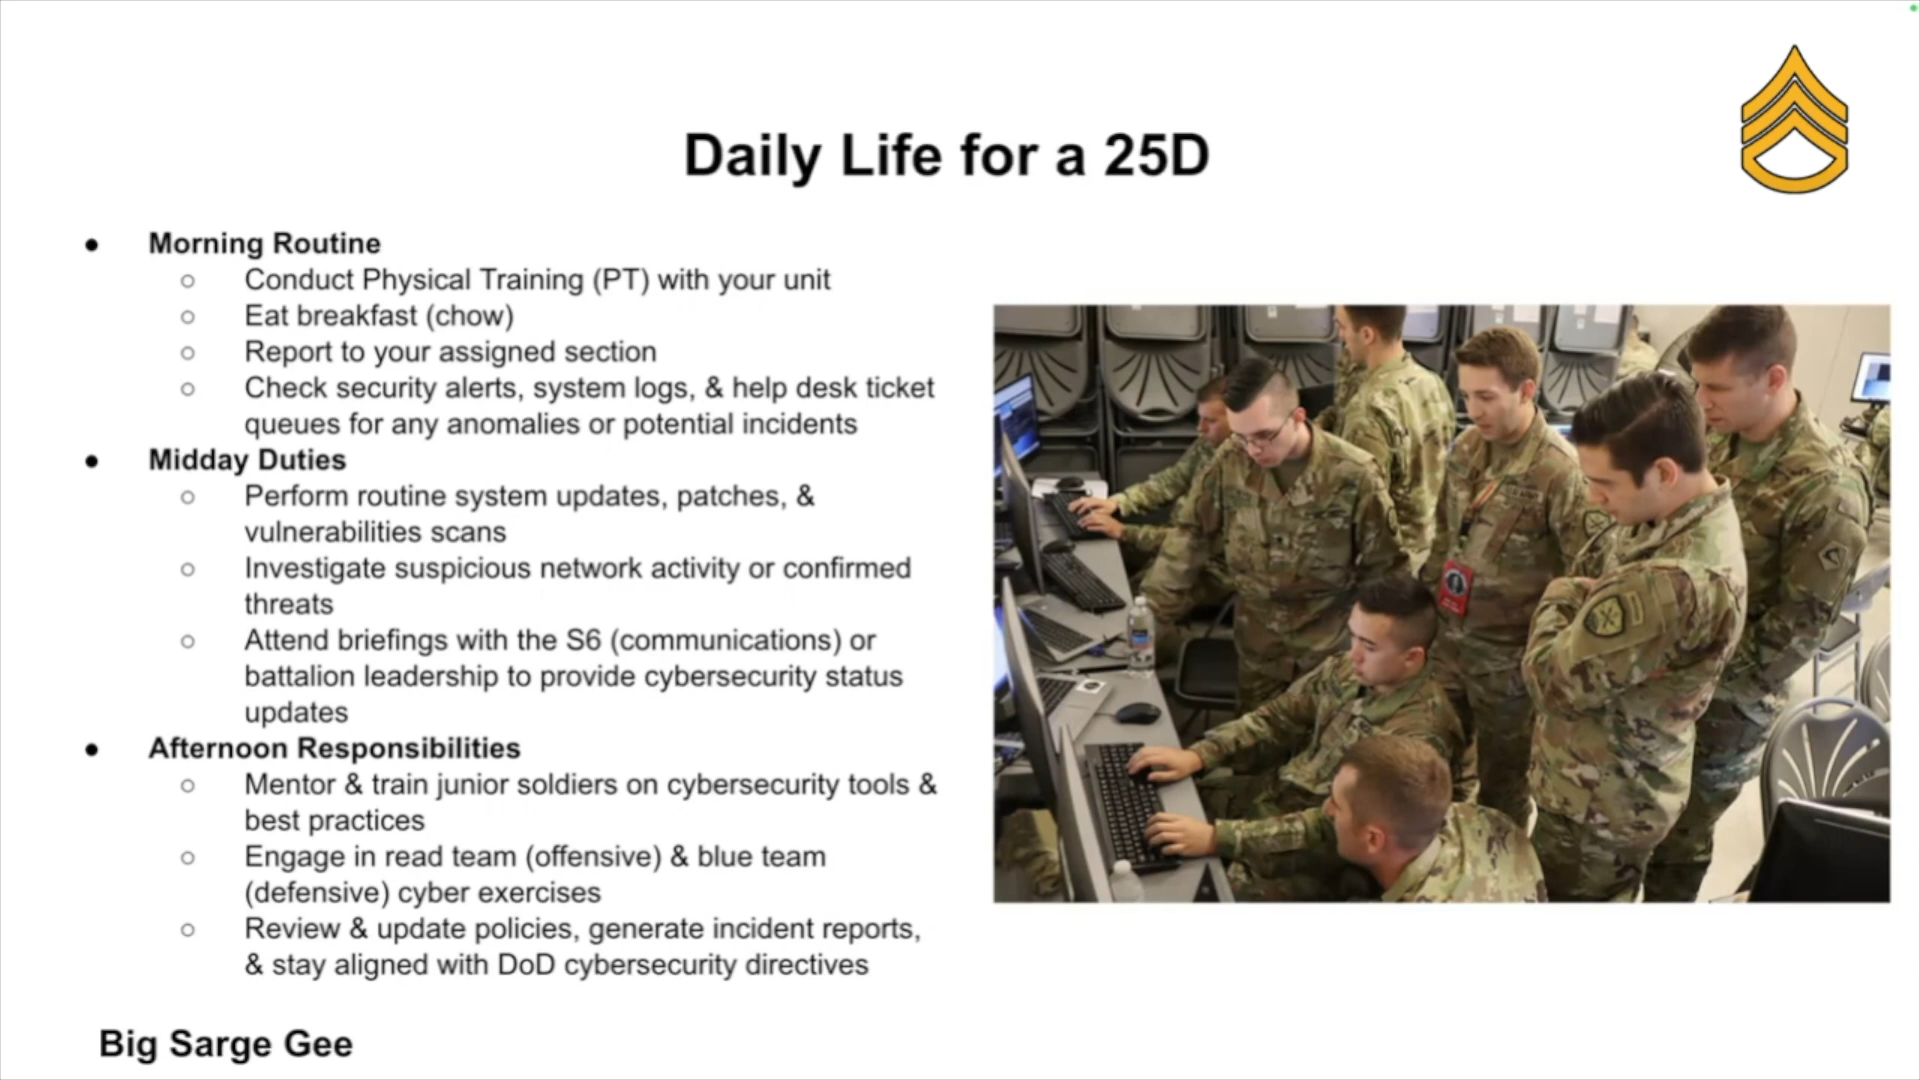 Daily Life for a 25D
● Morning Routine
○ Conduct Physical Training (PT) with your unit
○ Eat breakfast (chow)
○ Report to your assigned section
○ Check security alerts, system logs, & help desk ticket
queues for any anomalies or potential incidents
● Midday Duties
○ Perform routine system updates, patches, &
vulnerabilities scans
○ Investigate suspicious network activity or confirmed
threats
○ Attend briefings with the S6 (communications) or
battalion leadership to provide cybersecurity status
updates
● Afternoon Responsibilities
○ Mentor & train junior soldiers on cybersecurity tools &
best practices
○ Engage in read team (offensive) & blue team
(defensive) cyber exercises
○ Review & update policies, generate incident reports,
& stay aligned with DoD cybersecurity directives
Big Sarge Gee